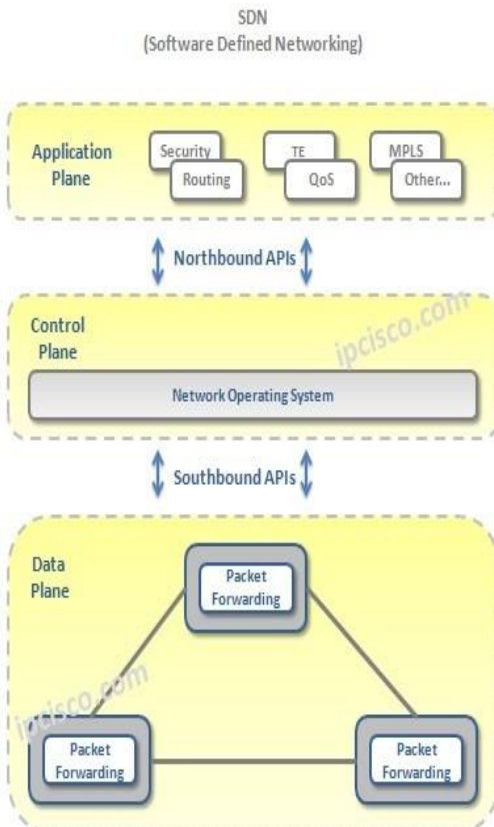 SDN
(Software Defined Networking)
Application
Plane
Security
Routing
TE
QoS
MPLS
Other...
Northbound APIs
Control
Plane
ipcisco.com
Network Operating System
Southbound APIs
Data
Plane
Packet
Forwarding
ipcisco.com
Packet
Forwarding
Packet
Forwarding